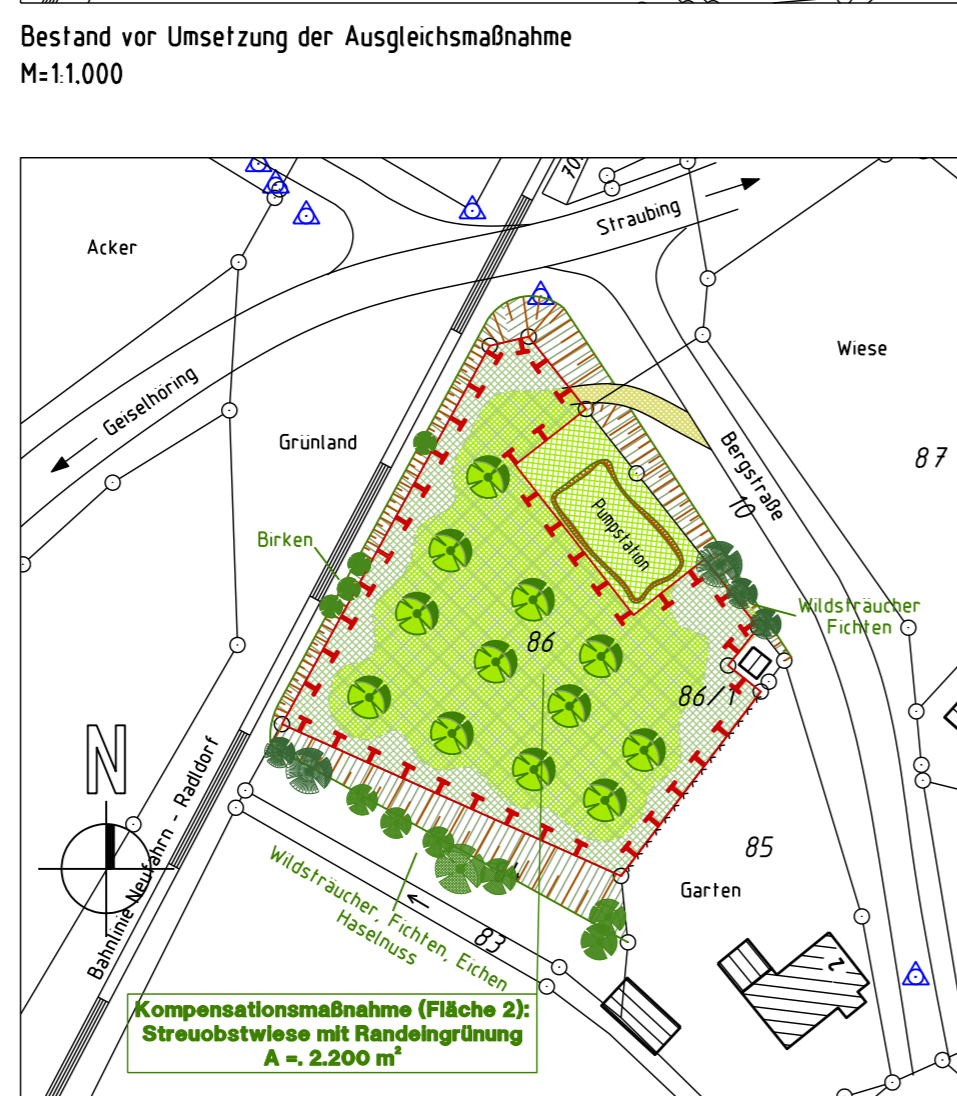 Bestand vor Umsetzung der Ausgleichsmaßnahme
M=1:1.000
70
Straubing
Acker
Wiese
Geiselhöring
Grünland
87
Bergstraße
10
Pumpstation
Birken
Wildsträucher
Fichten
86
86/1
N
Bahnlinie Neufahrn - Radldorf
85
Garten
Wildsträucher, Fichten, Eichen
Haselnuss
83
2
Kompensationsmaßnahme (Fläche 2):
Streuobstwiese mit Randeingrünung
A =. 2.200 m²